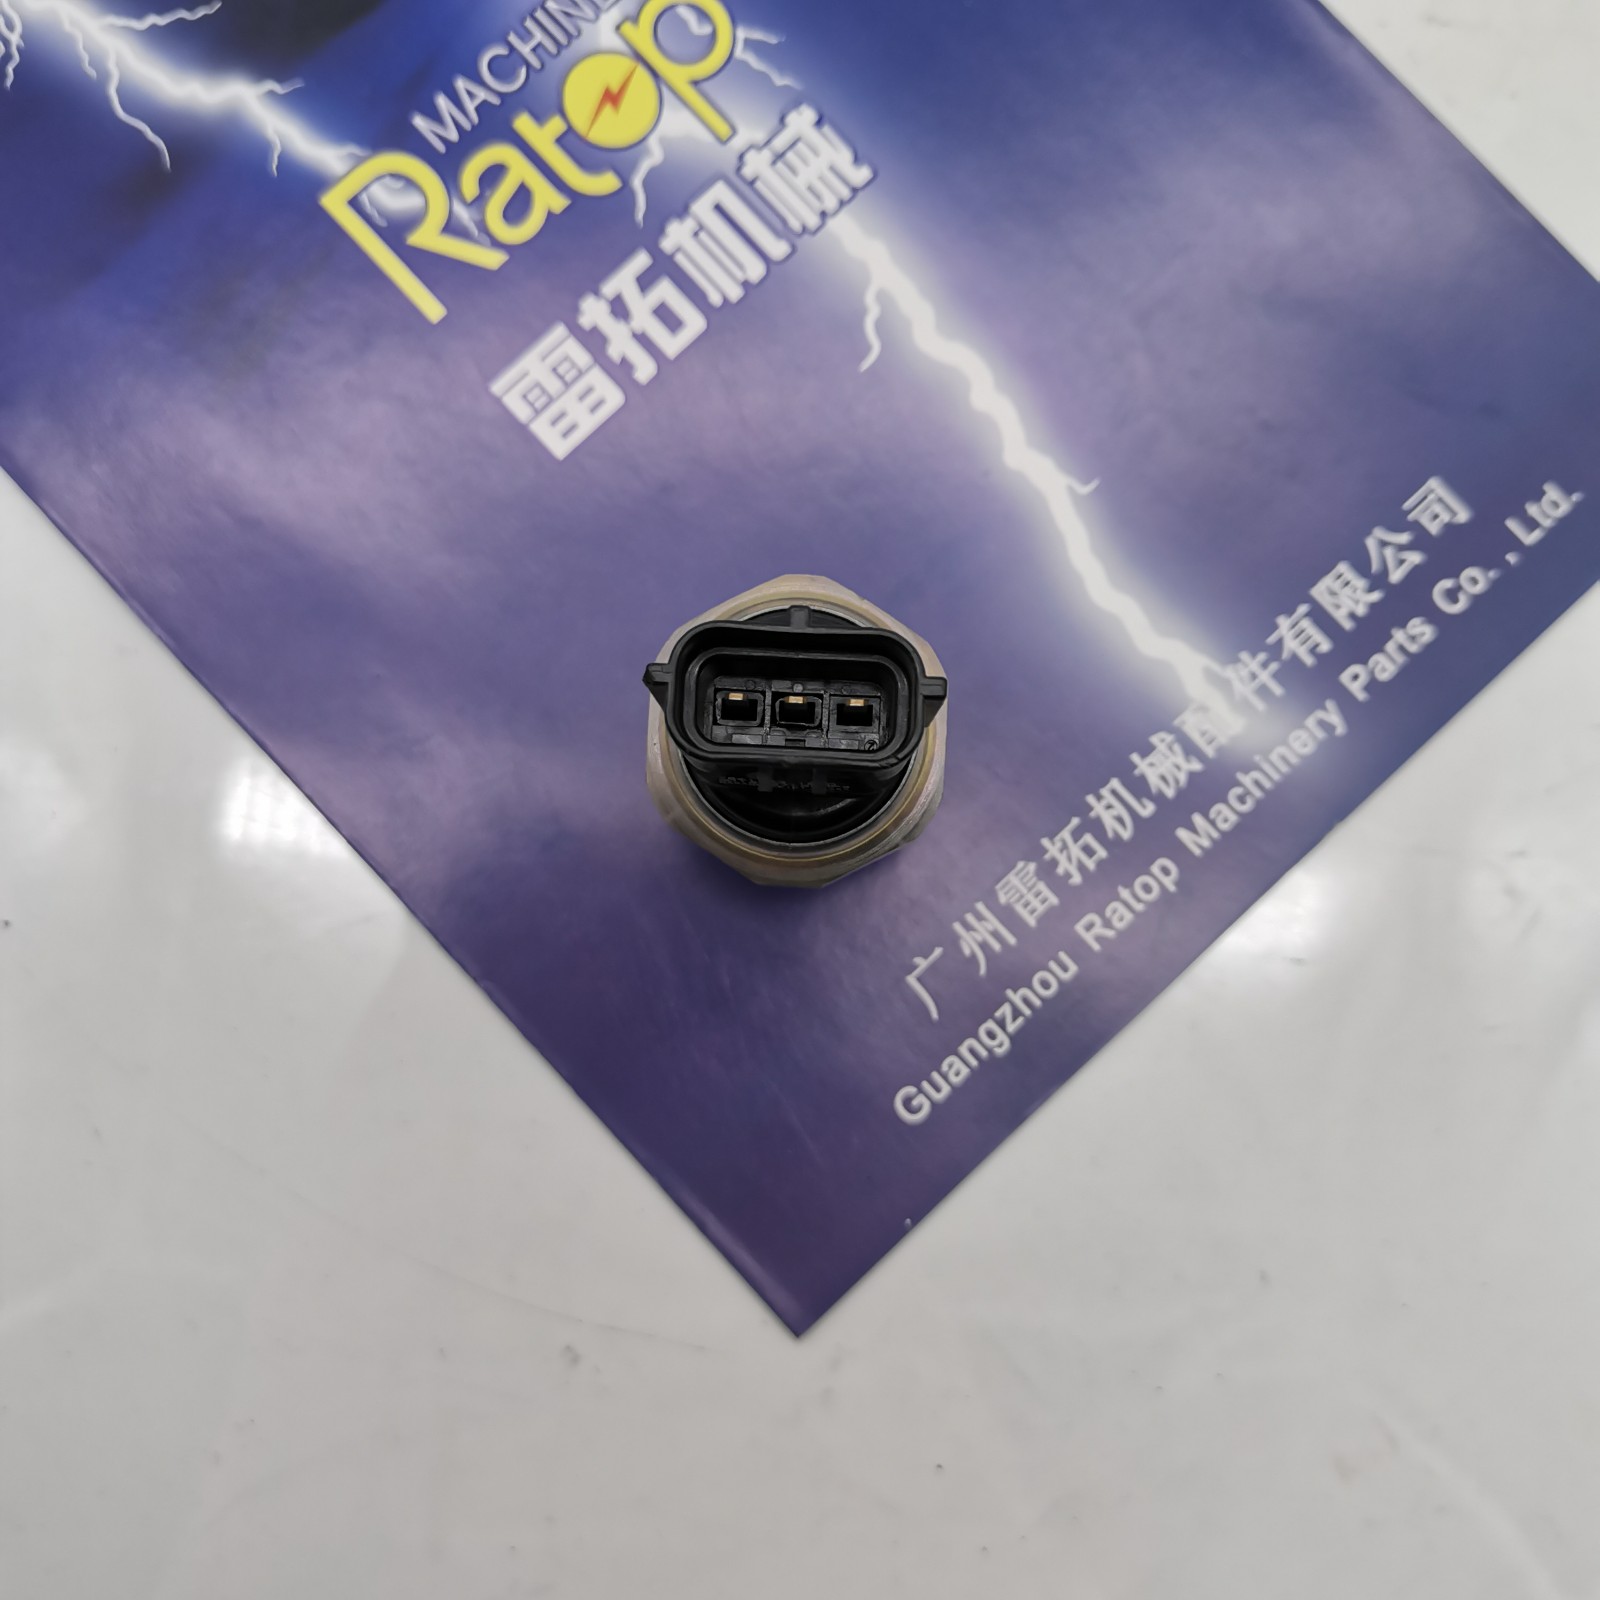 MACHINE
Ratop
雷拓机械
广州雷拓机械配件有限公司
Guangzhou Ratop Machinery Parts Co., Ltd.